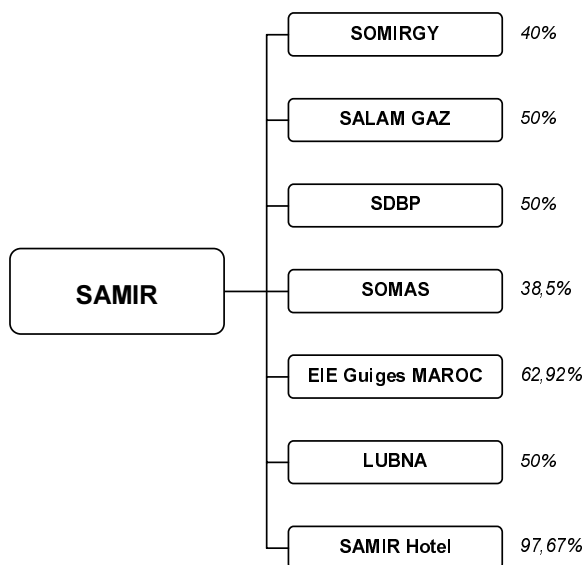 SOMIRGY 40%
SALAM GAZ 50%
SDBP 50%
SAMIR
SOMAS 38,5%
EIE Guiges MAROC 62,92%
LUBNA 50%
SAMIR Hotel 97,67%